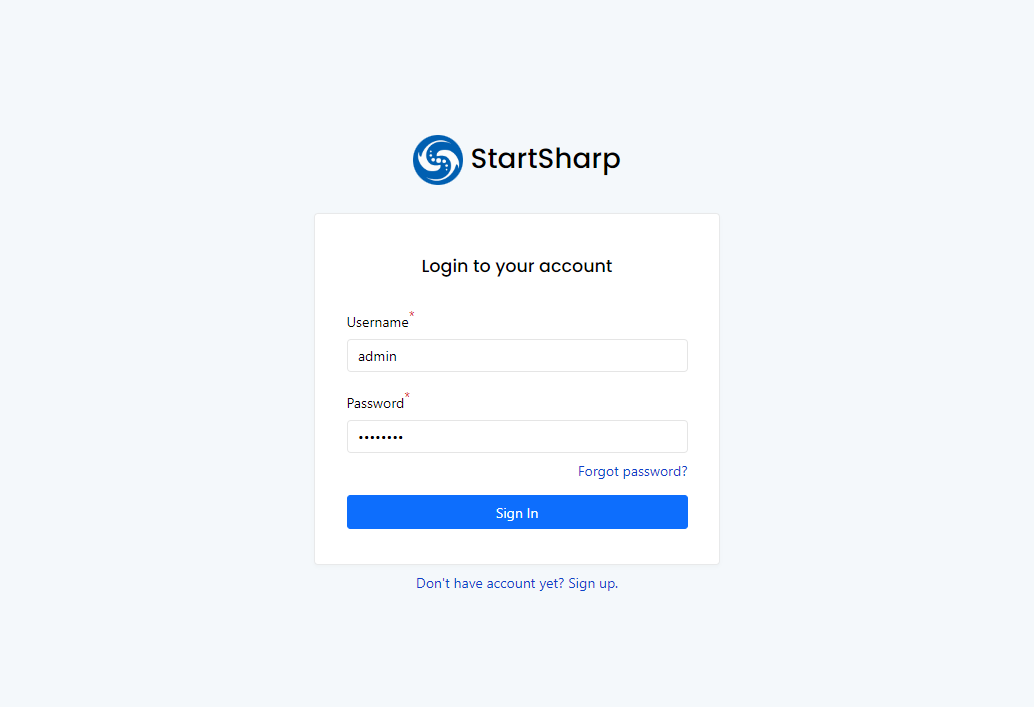 StartSharp
Login to your account
Username*
admin
Password*
••••••••
Forgot password?
Sign In
Don't have account yet? Sign up.